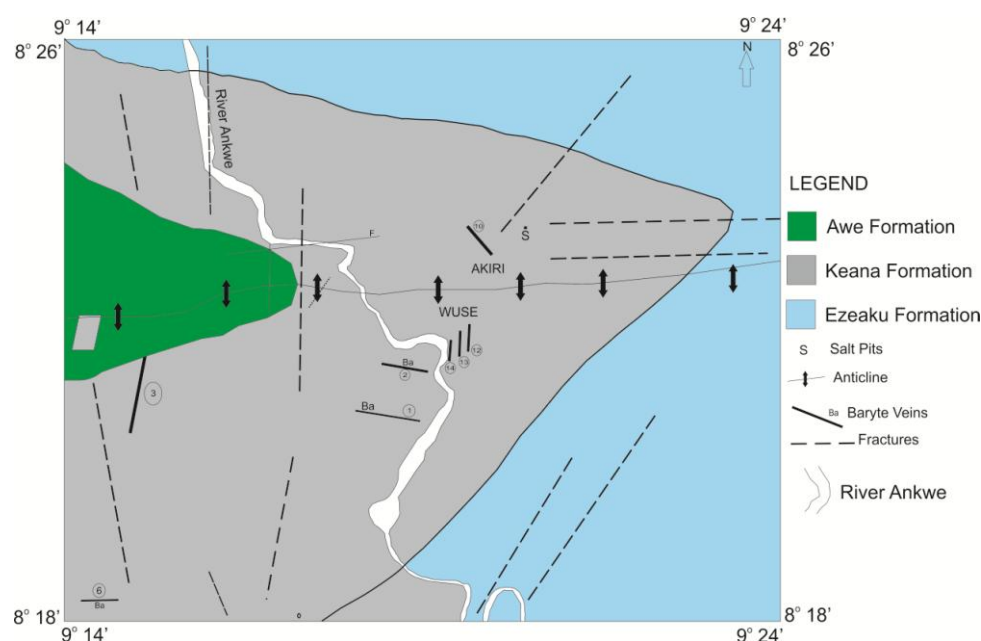 9° 14’
9° 24’
8° 26’
8° 26’
N
River Ankwe
F
10
S
AKIRI
WUSE
12
13
14
Ba
2
Ba
1
3
6
Ba
8° 18’
8° 18’
9° 14’
9° 24’
LEGEND
Awe Formation
Keana Formation
Ezeaku Formation
S Salt Pits
Anticline
Ba Baryte Veins
Fractures
River Ankwe